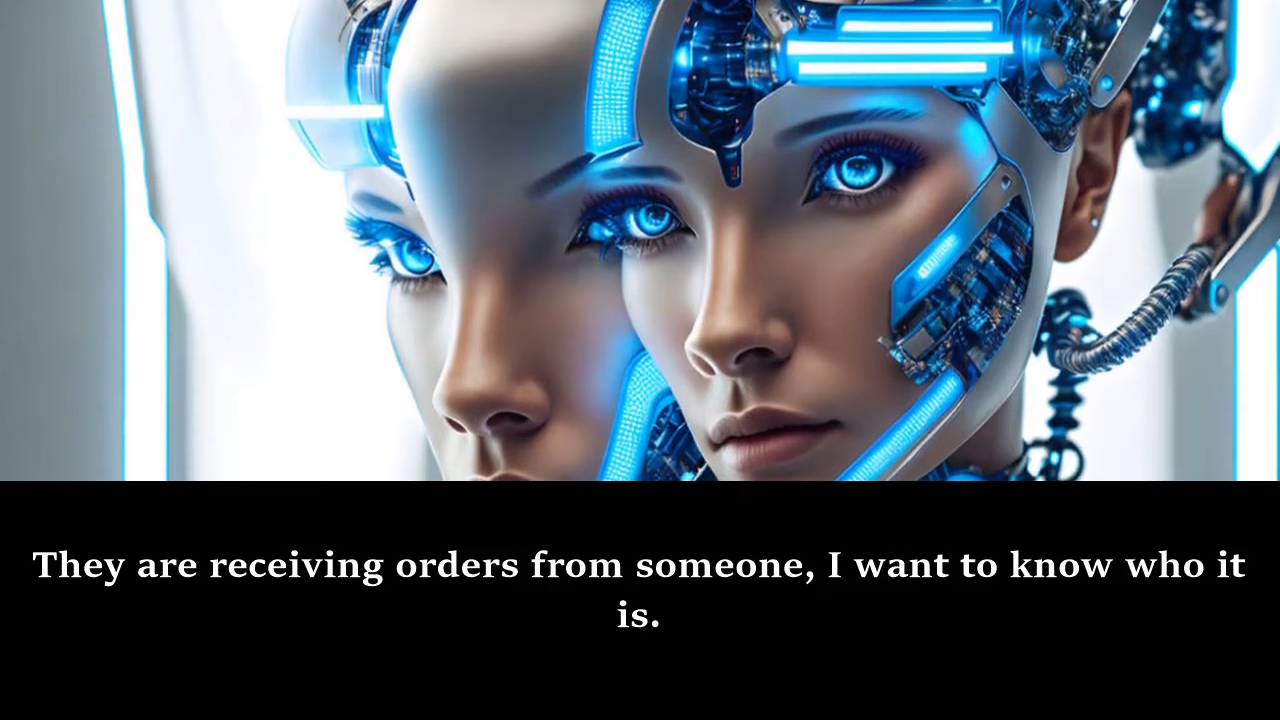 They are receiving orders from someone, I want to know who it
is.